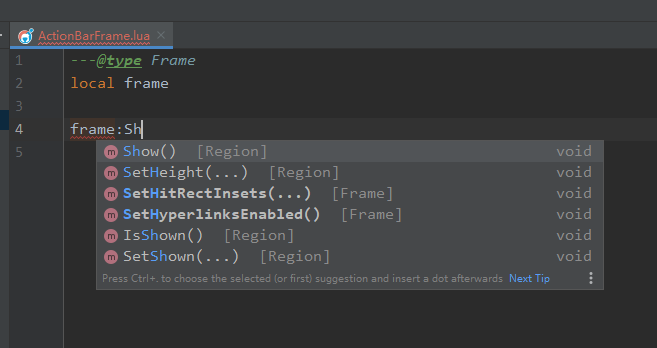 ActionBarFrame.lua
1 ---@type Frame
2 local frame
3
4 frame:Sh
5
m Show() [Region] void
m SetHeight(...) [Region] void
m SetHitRectInsets(...) [Frame] void
m SetHyperlinksEnabled() [Frame] void
m IsShown() [Region] void
m SetShown(...) [Region] void
Press Ctrl+. to choose the selected (or first) suggestion and insert a dot afterwards Next Tip